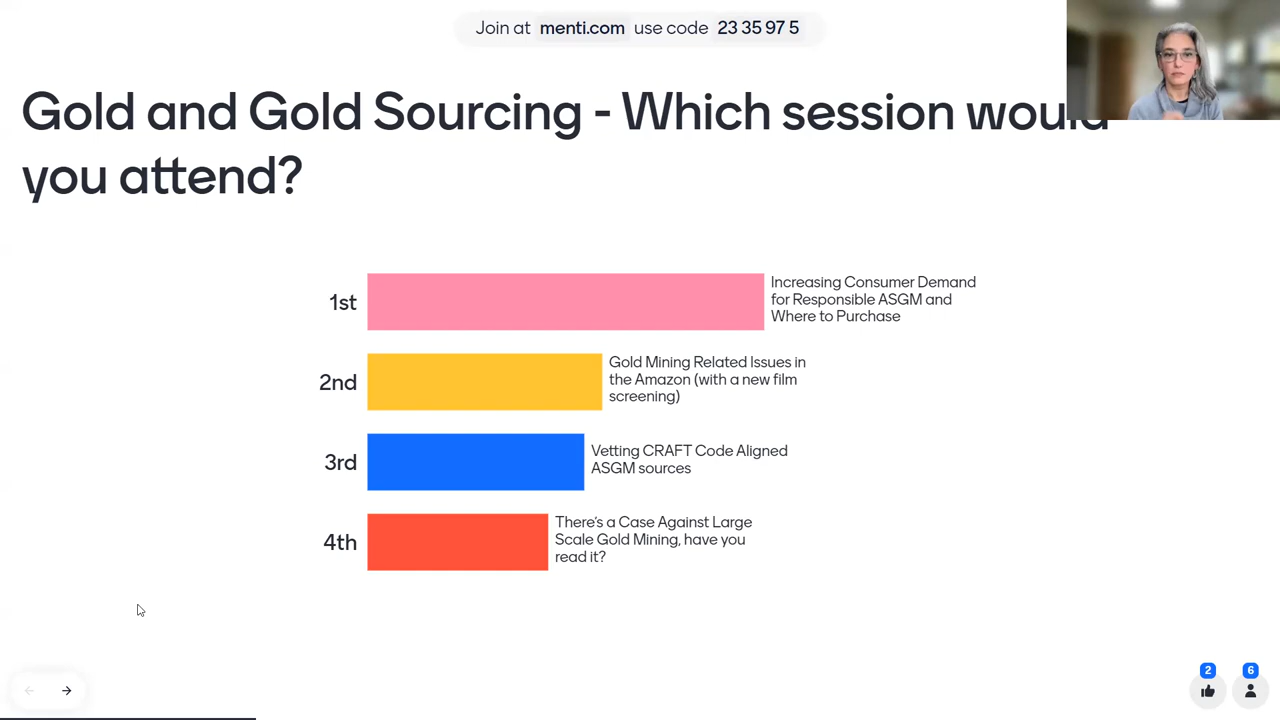 Join at menti.com use code 23 35 97 5
Gold and Gold Sourcing - Which session would
you attend?
1st
Increasing Consumer Demand
for Responsible ASGM and
Where to Purchase
2nd
Gold Mining Related Issues in
the Amazon (with a new film
screening)
3rd
Vetting CRAFT Code Aligned
ASGM sources
4th
There's a Case Against Large
Scale Gold Mining, have you
read it?
2
6